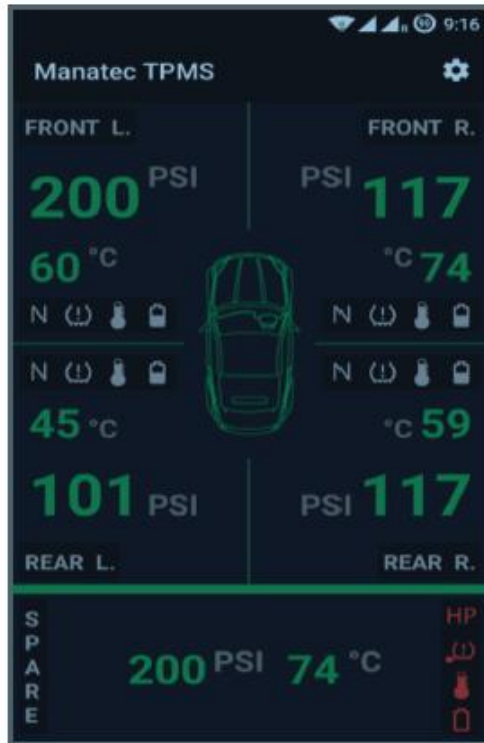 9:16
Manatec TPMS
FRONT L. FRONT R.
200 PSI PSI 117
60 °C °C 74
N N
N N
45 °C °C 59
101 PSI PSI 117
REAR L. REAR R.
SPARE
200 PSI 74 °C
HP